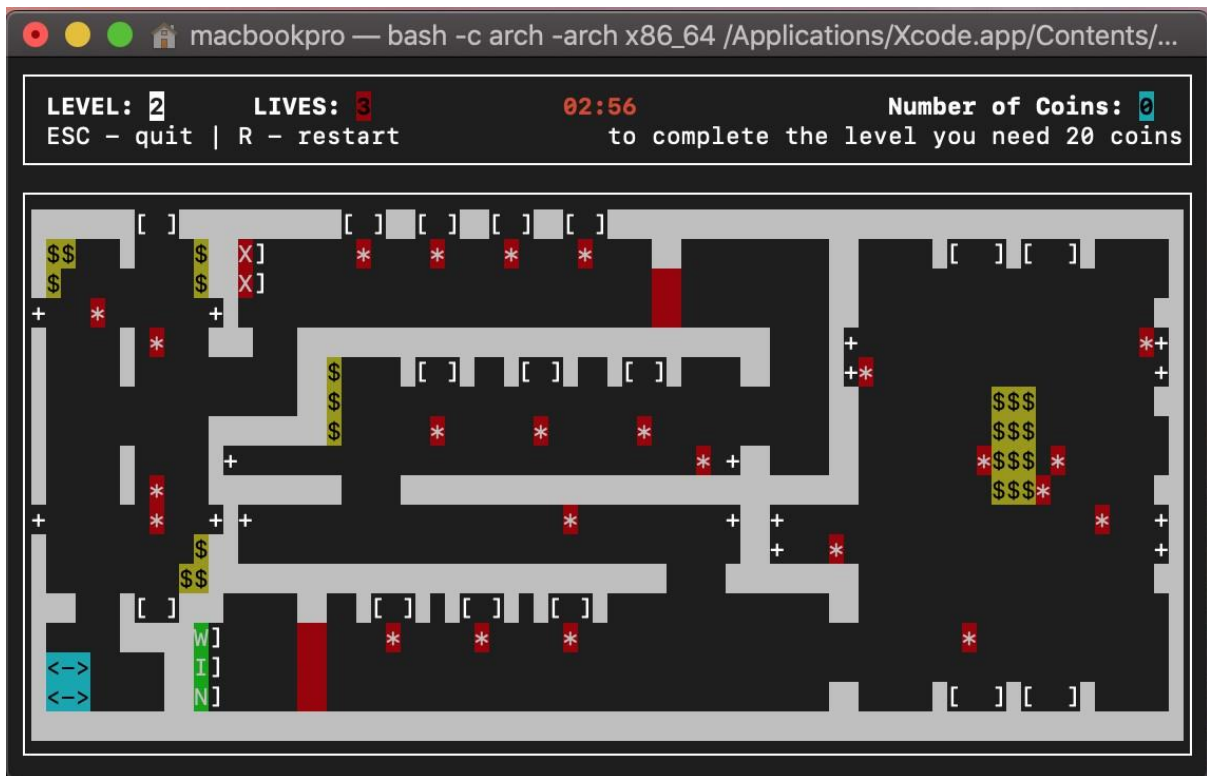 macbookpro — bash -c arch -arch x86_64 /Applications/Xcode.app/Contents/...
LEVEL: 2 LIVES: 3 02:56 Number of Coins: 0
ESC – quit | R – restart to complete the level you need 20 coins
[ ] [ ] [ ] [ ] [ ]
$$ $ X] * * * * [ ] [ ]
$ $ X]
+ * +
* + *+
$ [ ] [ ] [ ] +* +
$ $$$
$ * * * $$$
+ * + *$$$ *
* $$$*
+ * + + * + + * +
$ + * +
$$
[ ] [ ] [ ] [ ]
W] * * * *
<-> I]
<-> N] [ ] [ ]